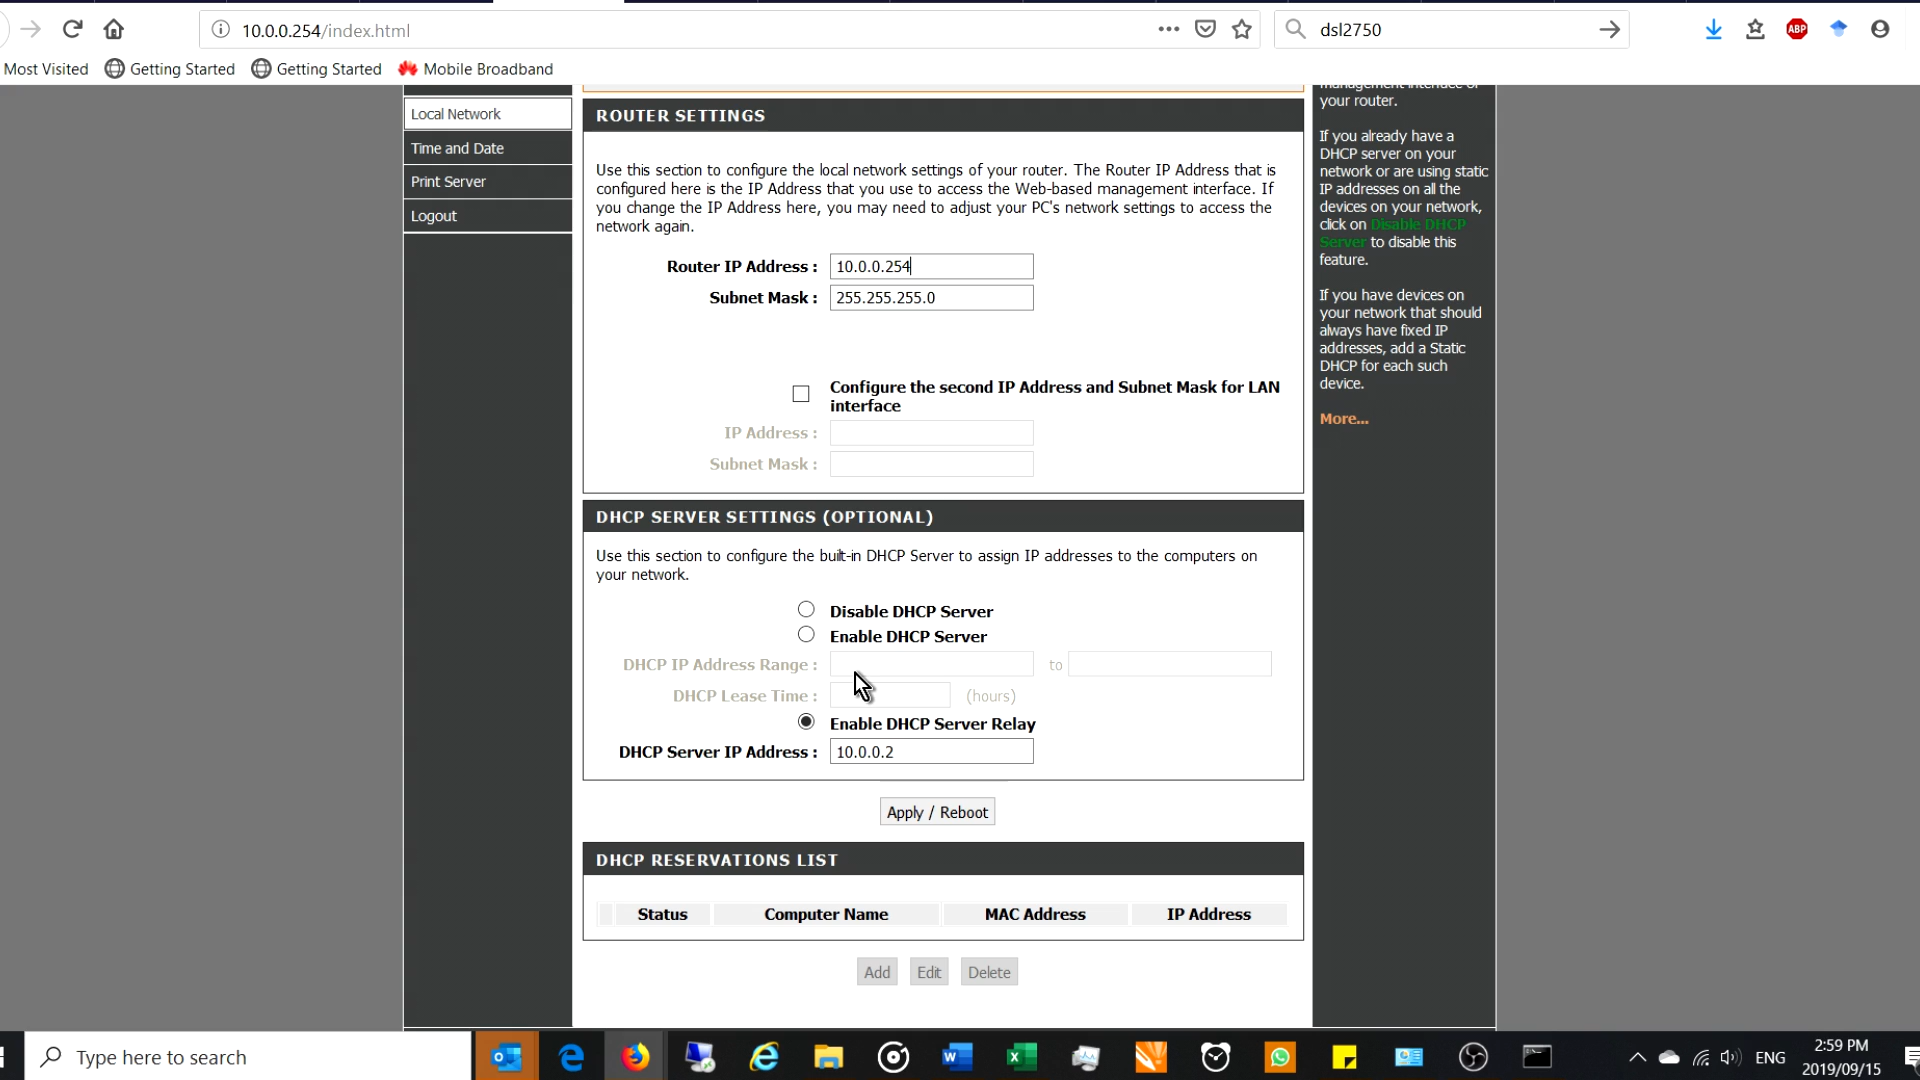 10.0.0.254/index.html
dsl2750
ABP
Most Visited
Getting Started
Getting Started
Mobile Broadband
Local Network
Time and Date
Print Server
Logout
ROUTER SETTINGS
Use this section to configure the local network settings of your router. The Router IP Address that is
configured here is the IP Address that you use to access the Web-based management interface. If
you change the IP Address here, you may need to adjust your PC's network settings to access the
network again.
Router IP Address : 10.0.0.254
Subnet Mask : 255.255.255.0
Configure the second IP Address and Subnet Mask for LAN
interface
IP Address :
Subnet Mask :
DHCP SERVER SETTINGS (OPTIONAL)
Use this section to configure the built-in DHCP Server to assign IP addresses to the computers on
your network.
Disable DHCP Server
Enable DHCP Server
DHCP IP Address Range : to
DHCP Lease Time : (hours)
Enable DHCP Server Relay
DHCP Server IP Address : 10.0.0.2
Apply / Reboot
DHCP RESERVATIONS LIST
Status Computer Name MAC Address IP Address
Add Edit Delete
management interface of
your router.
If you already have a
DHCP server on your
network or are using static
IP addresses on all the
devices on your network,
click on Disable DHCP
Server to disable this
feature.
If you have devices on
your network that should
always have fixed IP
addresses, add a Static
DHCP for each such
device.
More...
Type here to search
ENG
2:59 PM
2019/09/15